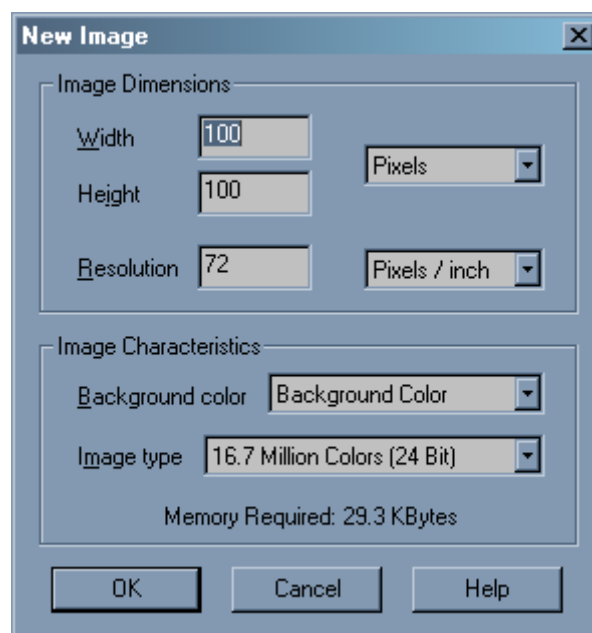 New Image
Image Dimensions
Width 100
Pixels
Height 100
Resolution 72 Pixels / inch
Image Characteristics
Background color Background Color
Image type 16.7 Million Colors (24 Bit)
Memory Required: 29.3 KBytes
OK Cancel Help